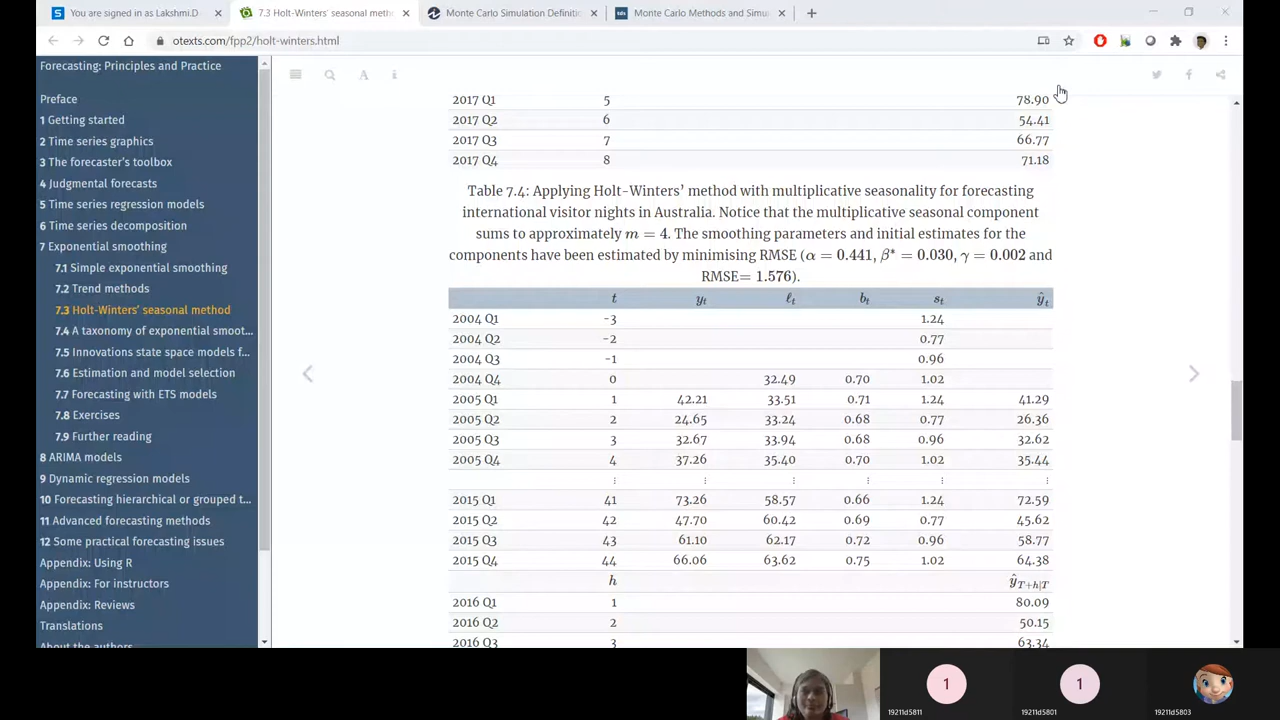 You are signed in as Lakshmi.D
7.3 Holt-Winters' seasonal meth
Monte Carlo Simulation Definiti
Monte Carlo Methods and Simu
otexts.com/fpp2/holt-winters.html
Forecasting: Principles and Practice
Preface
1 Getting started
2 Time series graphics
3 The forecaster's toolbox
4 Judgmental forecasts
5 Time series regression models
6 Time series decomposition
7 Exponential smoothing
7.1 Simple exponential smoothing
7.2 Trend methods
7.3 Holt-Winters' seasonal method
7.4 A taxonomy of exponential smoot...
7.5 Innovations state space models f...
7.6 Estimation and model selection
7.7 Forecasting with ETS models
7.8 Exercises
7.9 Further reading
8 ARIMA models
9 Dynamic regression models
10 Forecasting hierarchical or grouped t...
11 Advanced forecasting methods
12 Some practical forecasting issues
Appendix: Using R
Appendix: For instructors
Appendix: Reviews
Translations
About the authors
2017 Q1 5 78.90
2017 Q2 6 54.41
2017 Q3 7 66.77
2017 Q4 8 71.18
Table 7.4: Applying Holt-Winters' method with multiplicative seasonality for forecasting
international visitor nights in Australia. Notice that the multiplicative seasonal component
sums to approximately m = 4. The smoothing parameters and initial estimates for the
components have been estimated by minimising RMSE (α = 0.441, β* = 0.030, γ = 0.002 and
RMSE= 1.576).
t yₜ ℓₜ bₜ sₜ ŷₜ
2004 Q1 -3 1.24
2004 Q2 -2 0.77
2004 Q3 -1 0.96
2004 Q4 0 32.49 0.70 1.02
2005 Q1 1 42.21 33.51 0.71 1.24 41.29
2005 Q2 2 24.65 33.24 0.68 0.77 26.36
2005 Q3 3 32.67 33.94 0.68 0.96 32.62
2005 Q4 4 37.26 35.40 0.70 1.02 35.44
⋮ ⋮ ⋮ ⋮ ⋮ ⋮
2015 Q1 41 73.26 58.57 0.66 1.24 72.59
2015 Q2 42 47.70 60.42 0.69 0.77 45.62
2015 Q3 43 61.10 62.17 0.72 0.96 58.77
2015 Q4 44 66.06 63.62 0.75 1.02 64.38
h ŷT+h|T
2016 Q1 1 80.09
2016 Q2 2 50.15
2016 Q3 3 63.34
1
1
19211d5811
19211d5801
19211d5803